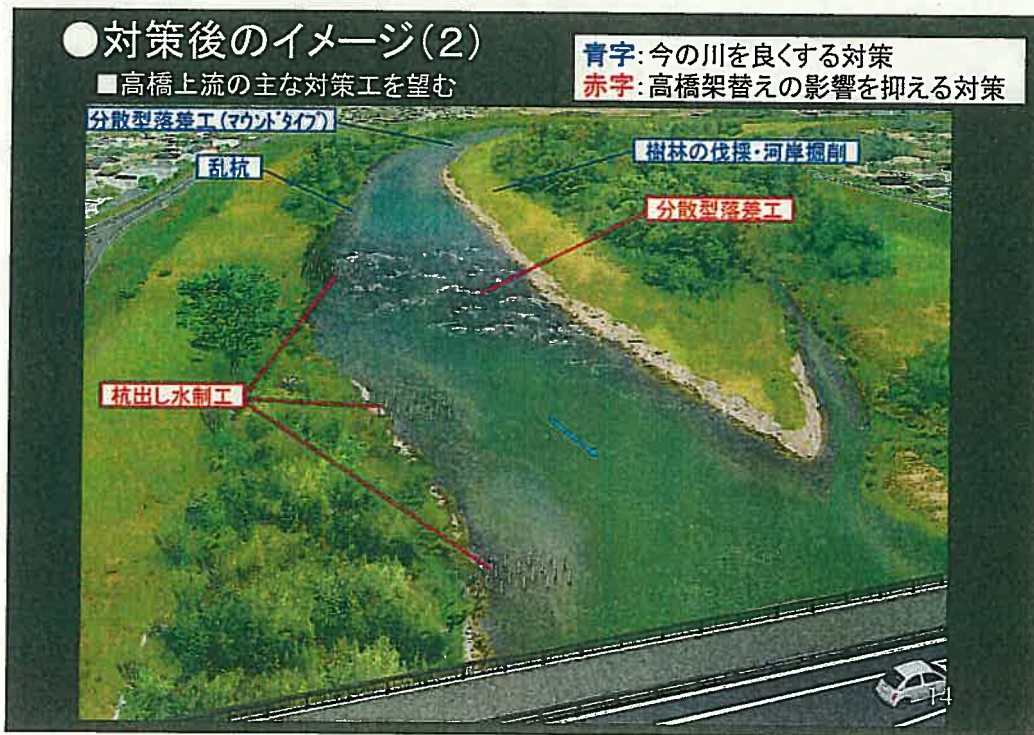 ●対策後のイメージ(2)
■高橋上流の主な対策工を望む
青字:今の川を良くする対策
赤字:高橋架替えの影響を抑える対策
分散型落差工(マウンドタイプ)
乱杭
樹林の伐採・河岸掘削
分散型落差工
杭出し水制工
14